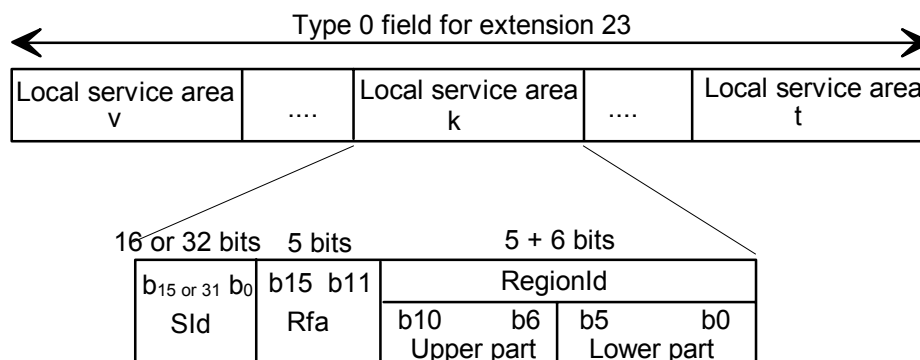 Type 0 field for extension 23
Local service area .... Local service area .... Local service area
v k t
16 or 32 bits 5 bits 5 + 6 bits
b15 or 31 b0 b15 b11 RegionId
SId Rfa b10 b6 b5 b0
Upper part Lower part